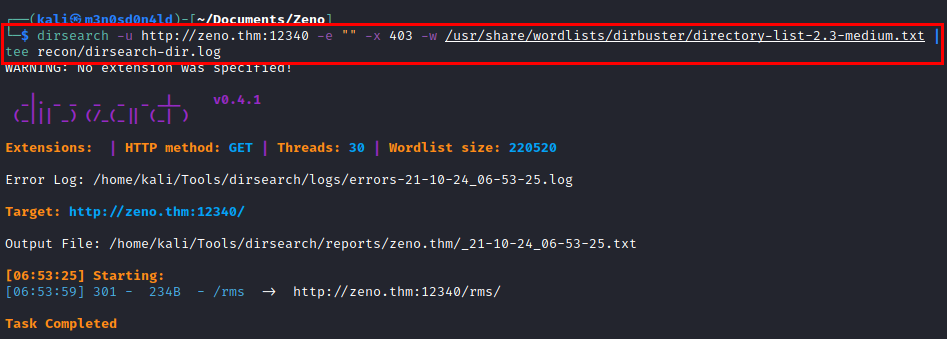 ┌──(kali㉿m3n0sd0n4ld)-[~/Documents/Zeno]
└─$ dirsearch -u http://zeno.thm:12340 -e "" -x 403 -w /usr/share/wordlists/dirbuster/directory-list-2.3-medium.txt |
tee recon/dirsearch-dir.log
WARNING: No extension was specified!
v0.4.1
Extensions:  | HTTP method: GET | Threads: 30 | Wordlist size: 220520
Error Log: /home/kali/Tools/dirsearch/logs/errors-21-10-24_06-53-25.log
Target: http://zeno.thm:12340/
Output File: /home/kali/Tools/dirsearch/reports/zeno.thm/_21-10-24_06-53-25.txt
[06:53:25] Starting:
[06:53:59] 301 -  234B  - /rms  ->  http://zeno.thm:12340/rms/
Task Completed